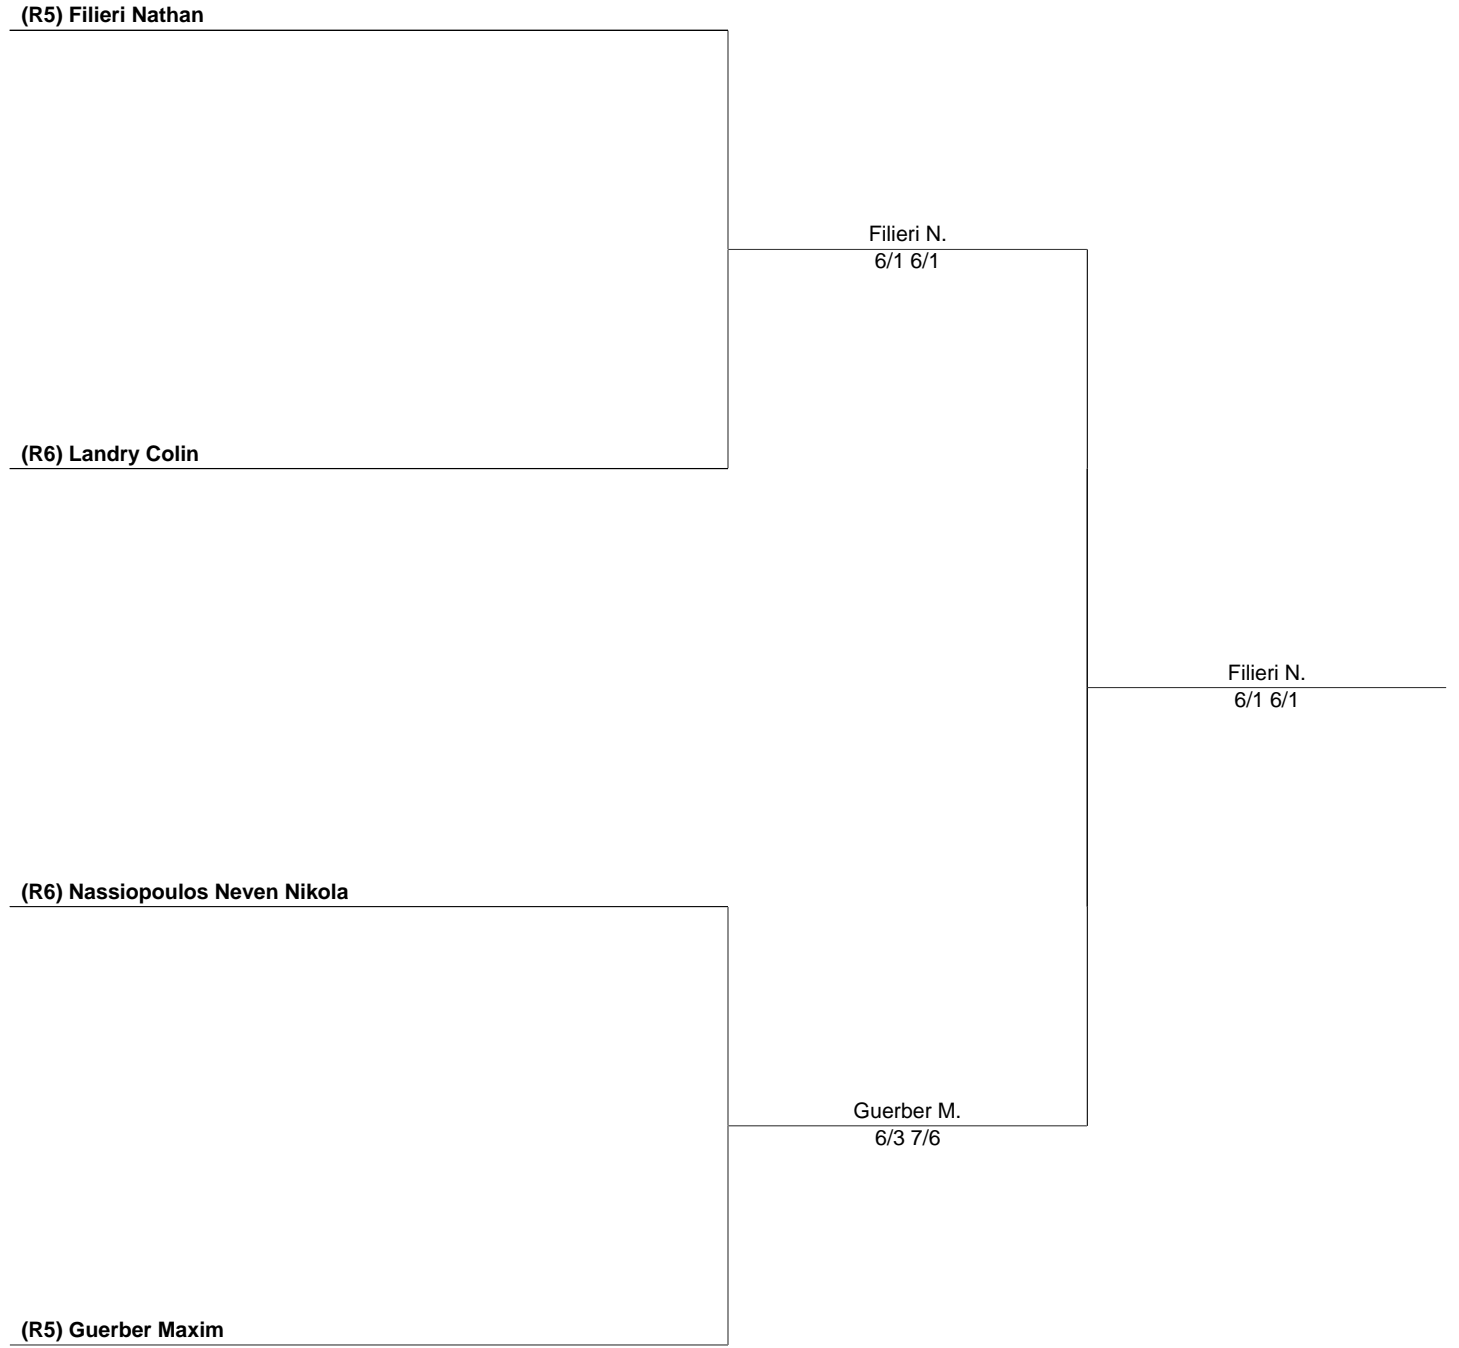 (R5) Filieri Nathan
Filieri N.
6/1 6/1
(R6) Landry Colin
Filieri N.
6/1 6/1
(R6) Nassiopoulos Neven Nikola
Guerber M.
6/3 7/6
(R5) Guerber Maxim